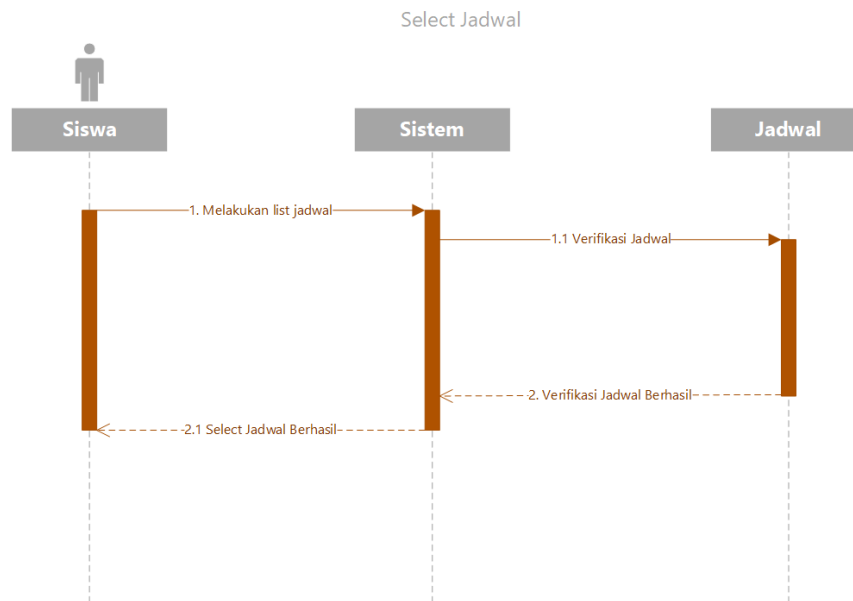 Select Jadwal
Siswa
Sistem
Jadwal
1. Melakukan list jadwal
1.1 Verifikasi Jadwal
2. Verifikasi Jadwal Berhasil
2.1 Select Jadwal Berhasil